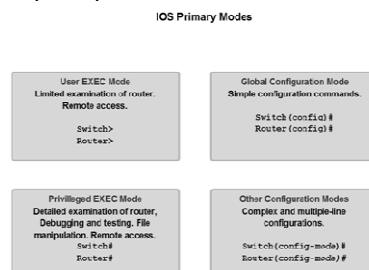 IOS Primary Modes
User EXEC Mode
Limited examination of router.
Remote access.
Switch>
Router>
Global Configuration Mode
Simple configuration commands.
Switch(config)#
Router(config)#
Privileged EXEC Mode
Detailed examination of router,
Debugging and testing. File
manipulation. Remote access.
Switch#
Router#
Other Configuration Modes
Complex and multiple-line
configurations.
Switch(config-mode)#
Router(config-mode)#